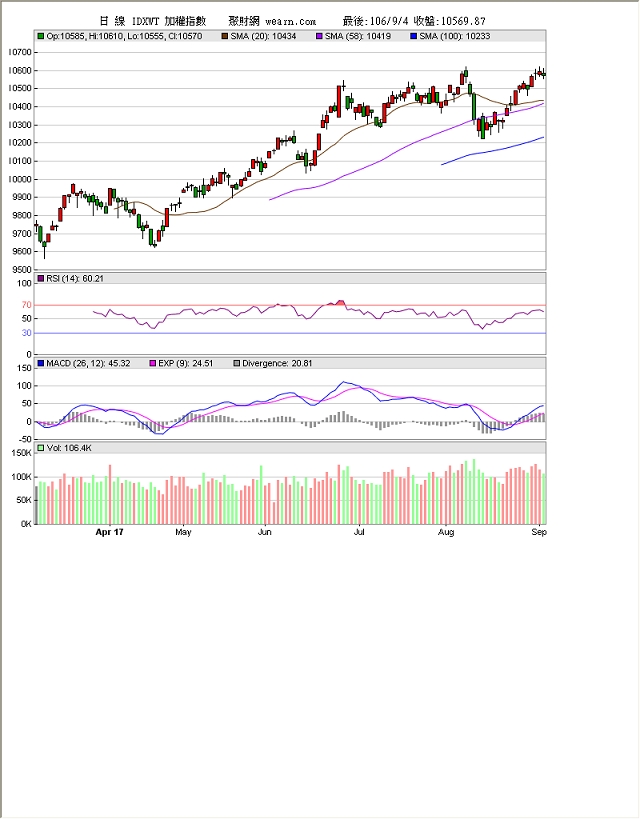 日 線 IDXWT 加權指數 聚財網 wearn.com 最後:106/9/4 收盤:10569.87
Op:10585, Hi:10610, Lo:10555, Cl:10570 SMA (20): 10434 SMA (58): 10419 SMA (100): 10233
10700
10600
10500
10400
10300
10200
10100
10000
9900
9800
9700
9600
9500
RSI (14): 60.21
100
70
50
30
0
MACD (26, 12): 45.32 EXP (9): 24.51 Divergence: 20.81
150
100
50
0
-50
Vol: 106.4K
150K
100K
50K
0K
Apr 17 May Jun Jul Aug Sep